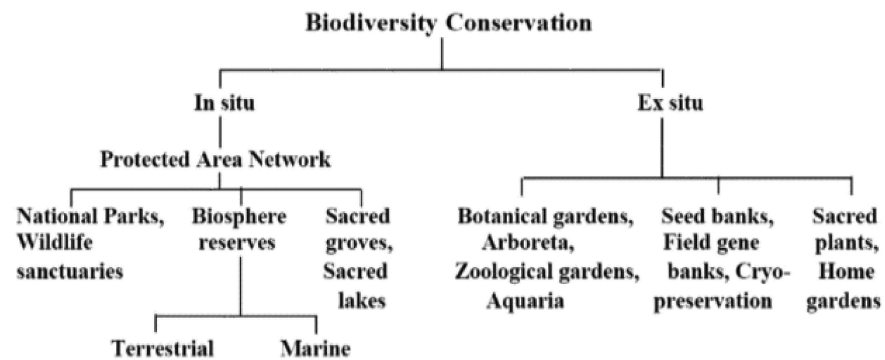 Biodiversity Conservation
In situ
Ex situ
Protected Area Network
National Parks,
Wildlife
sanctuaries
Biosphere
reserves
Sacred
groves,
Sacred
lakes
Botanical gardens,
Arboreta,
Zoological gardens,
Aquaria
Seed banks,
Field gene
banks, Cryo-
preservation
Sacred
plants,
Home
gardens
Terrestrial
Marine